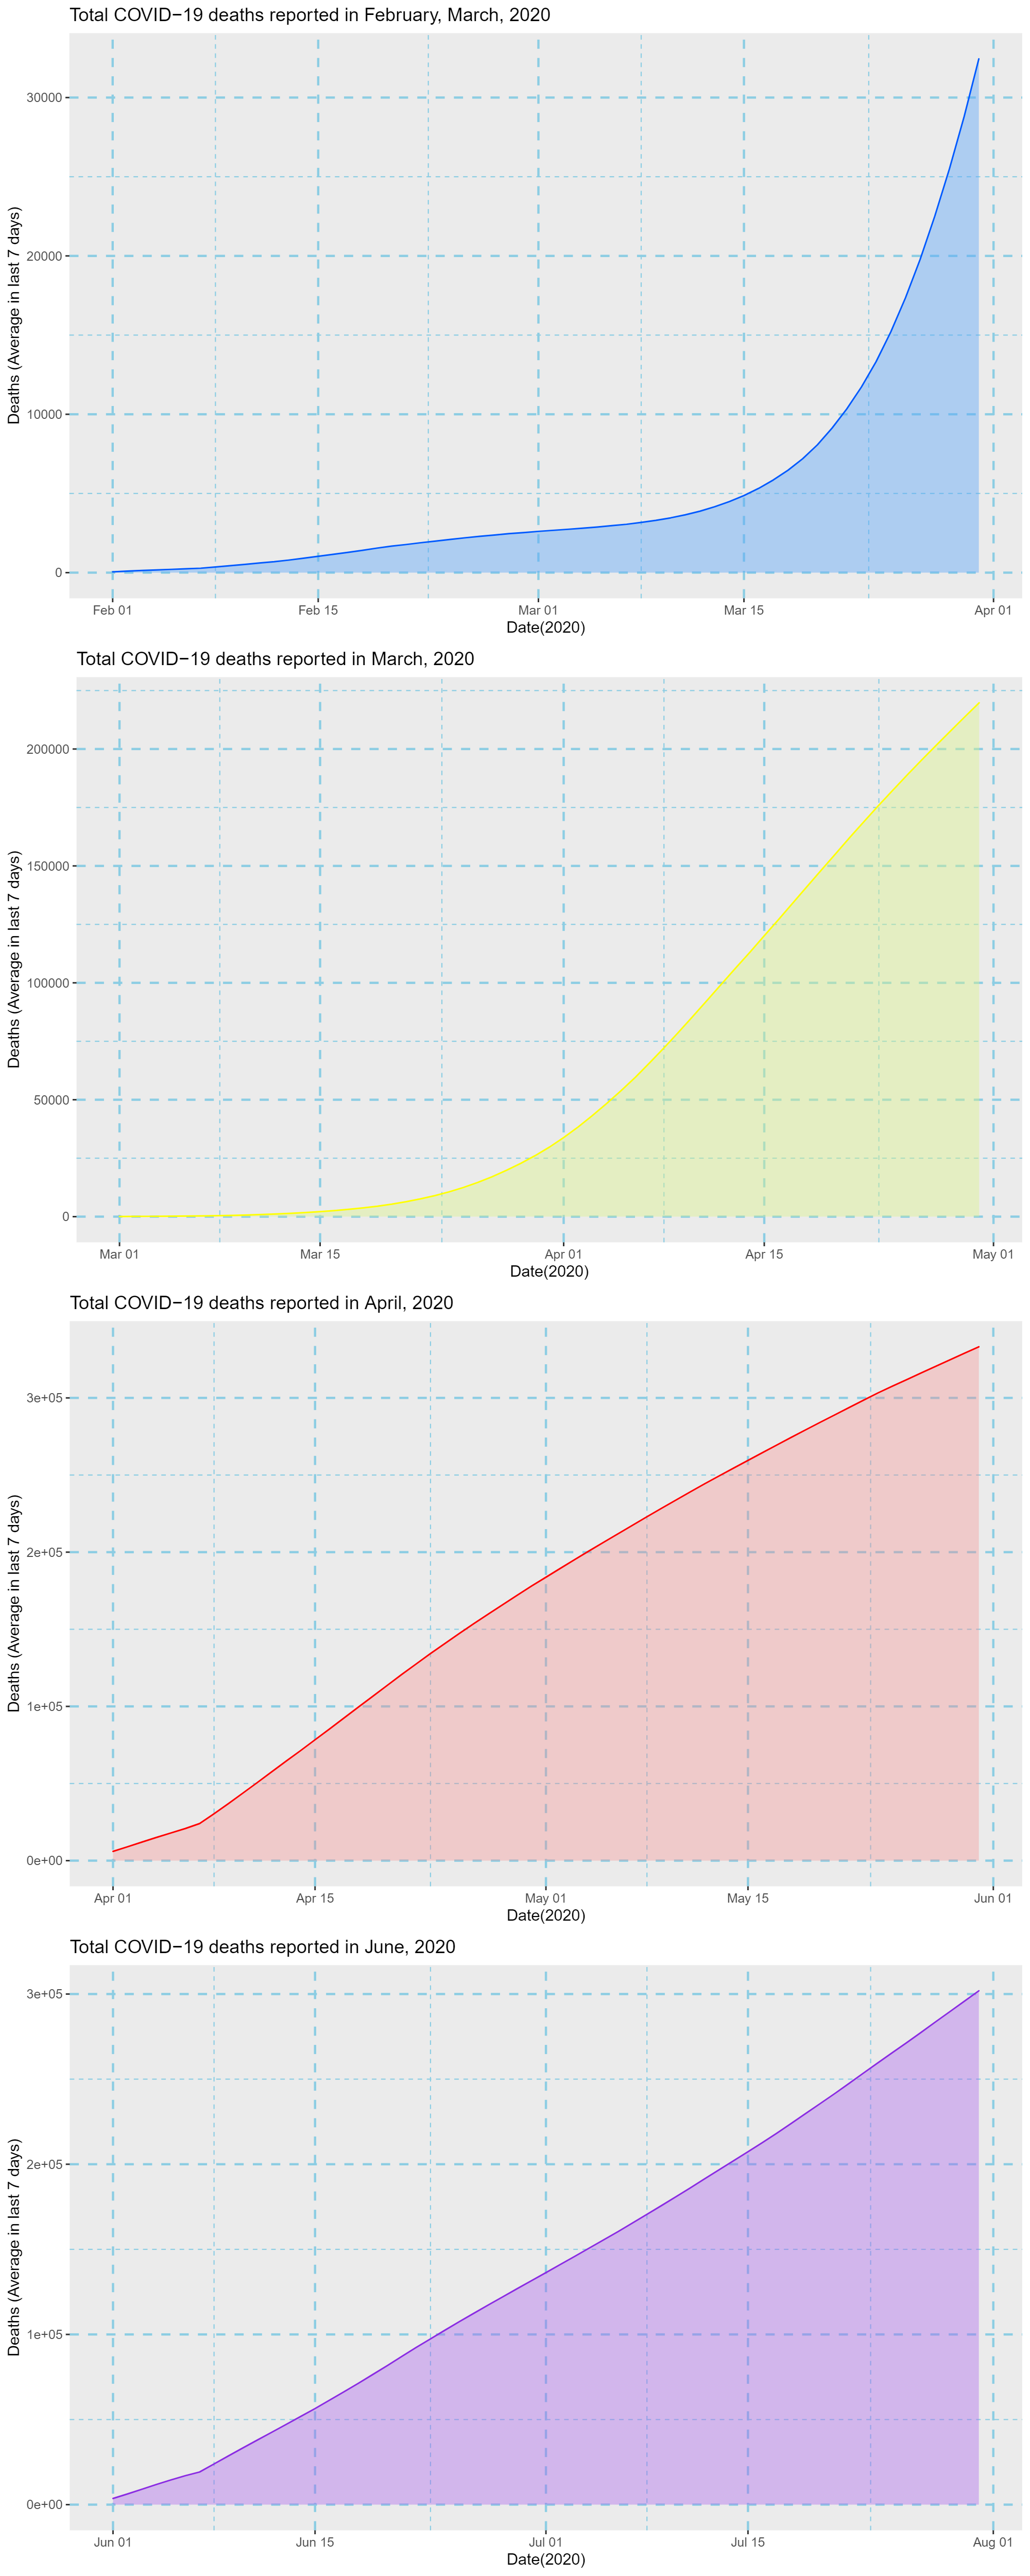 Total COVID−19 deaths reported in February, March, 2020
Deaths (Average in last 7 days)
30000
20000
10000
0
Feb 01 Feb 15 Mar 01 Mar 15 Apr 01
Date(2020)
Total COVID−19 deaths reported in March, 2020
Deaths (Average in last 7 days)
200000
150000
100000
50000
0
Mar 01 Mar 15 Apr 01 Apr 15 May 01
Date(2020)
Total COVID−19 deaths reported in April, 2020
Deaths (Average in last 7 days)
3e+05
2e+05
1e+05
0e+00
Apr 01 Apr 15 May 01 May 15 Jun 01
Date(2020)
Total COVID−19 deaths reported in June, 2020
Deaths (Average in last 7 days)
3e+05
2e+05
1e+05
0e+00
Jun 01 Jun 15 Jul 01 Jul 15 Aug 01
Date(2020)